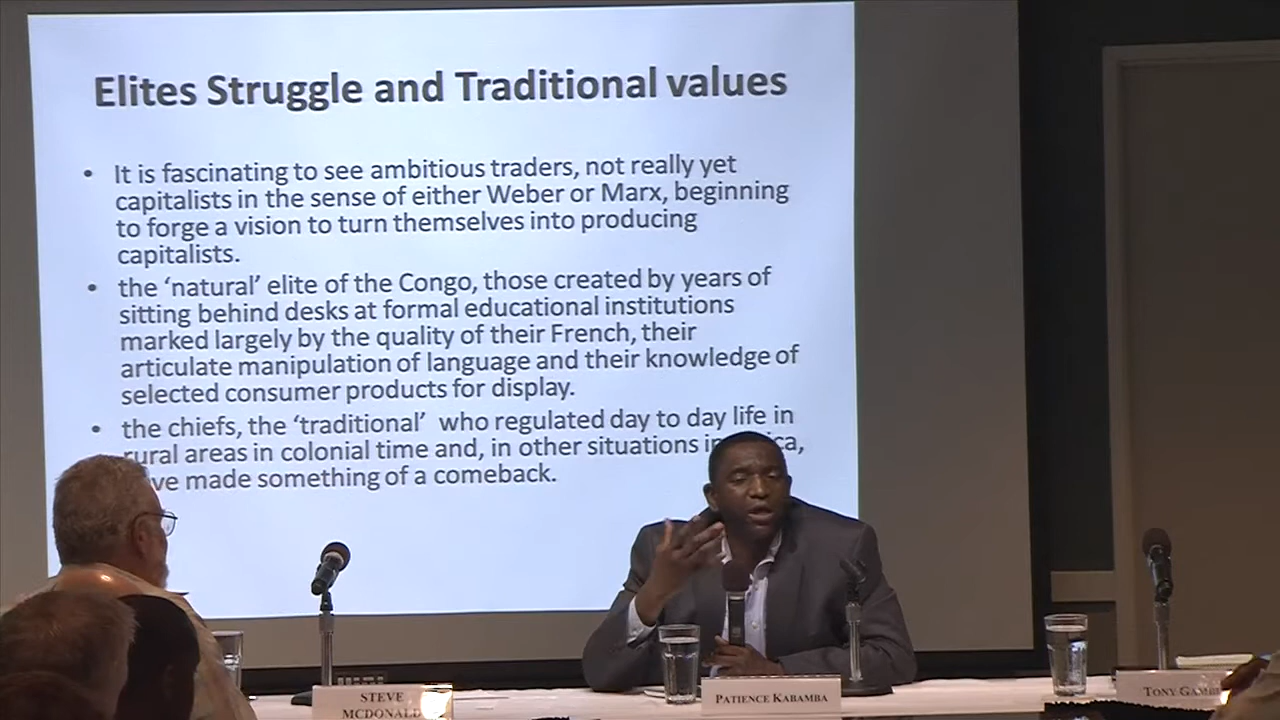 Elites Struggle and Traditional values
• It is fascinating to see ambitious traders, not really yet
capitalists in the sense of either Weber or Marx, beginning
to forge a vision to turn themselves into producing
capitalists.
• the ‘natural’ elite of the Congo, those created by years of
sitting behind desks at formal educational institutions
marked largely by the quality of their French, their
articulate manipulation of language and their knowledge of
selected consumer products for display.
• the chiefs, the ‘traditional’ who regulated day to day life in
rural areas in colonial time and, in other situations
made something of a comeback.
STEVE
MCDONALD
PATIENCE KABAMBA
TONY